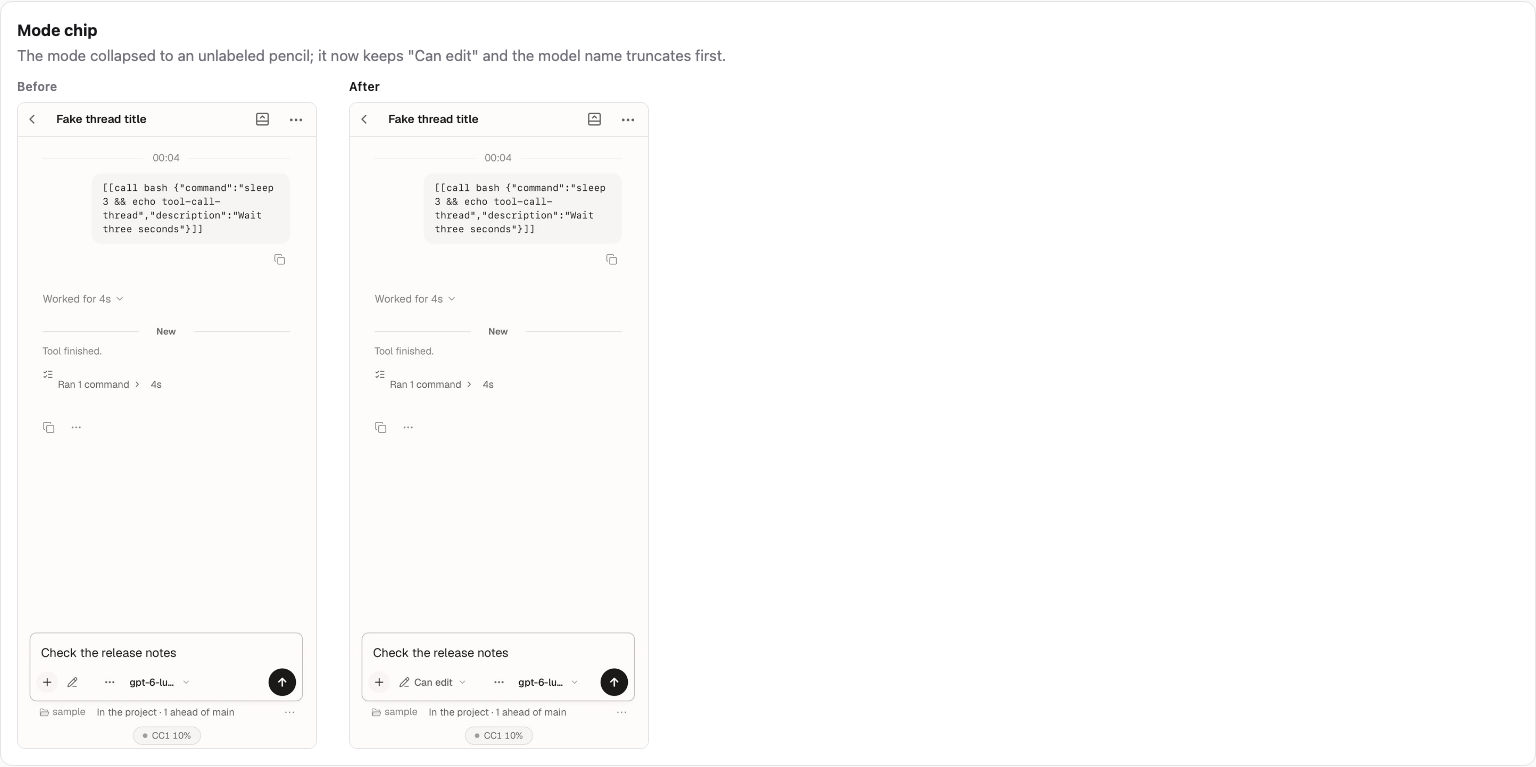 Mode chip
The mode collapsed to an unlabeled pencil; it now keeps "Can edit" and the model name truncates first.
Before
Fake thread title
00:04
[[call bash {"command":"sleep
3 && echo tool-call-
thread","description":"Wait
three seconds"}]]
Worked for 4s
New
Tool finished.
Ran 1 command 4s
Check the release notes
gpt-6-lu...
sample In the project · 1 ahead of main
CC1 10%
After
Fake thread title
00:04
[[call bash {"command":"sleep
3 && echo tool-call-
thread","description":"Wait
three seconds"}]]
Worked for 4s
New
Tool finished.
Ran 1 command 4s
Check the release notes
Can edit gpt-6-lu...
sample In the project · 1 ahead of main
CC1 10%